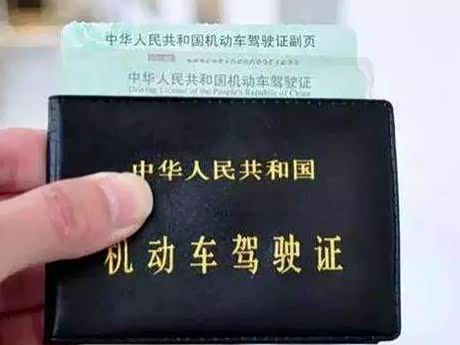 中华人民共和国机动车驾驶证副页
中华人民共和国机动车驾驶证
Driving License of the People's Republic of China
中华人民共和国
机动车驾驶证